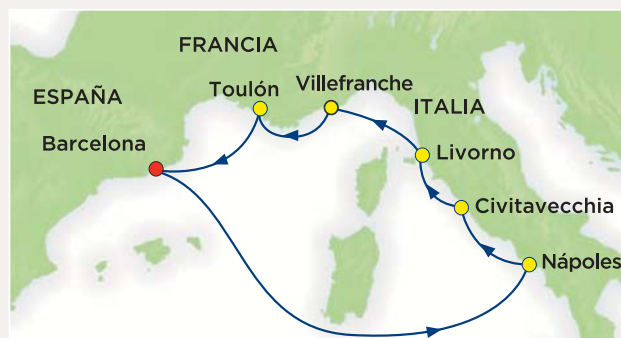 FRANCIA
Toulón
Villefranche
ESPAÑA
ITALIA
Barcelona
Livorno
Civitavecchia
Nápoles